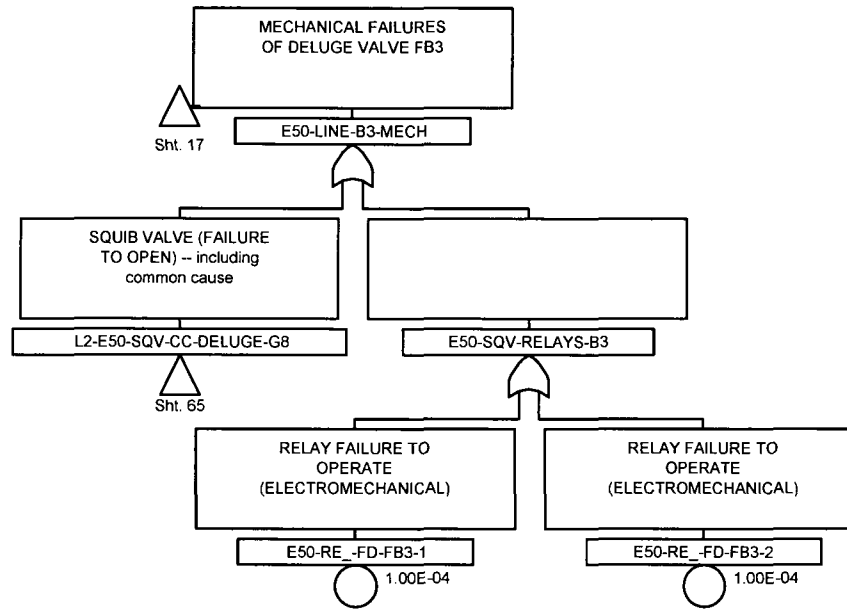 MECHANICAL FAILURES
OF DELUGE VALVE FB3
Sht. 17
E50-LINE-B3-MECH
SQUIB VALVE (FAILURE
TO OPEN) -- including
common cause
L2-E50-SQV-CC-DELUGE-G8
E50-SQV-RELAYS-B3
Sht. 65
RELAY FAILURE TO
OPERATE
(ELECTROMECHANICAL)
RELAY FAILURE TO
OPERATE
(ELECTROMECHANICAL)
E50-RE_-FD-FB3-1
E50-RE_-FD-FB3-2
1.00E-04
1.00E-04